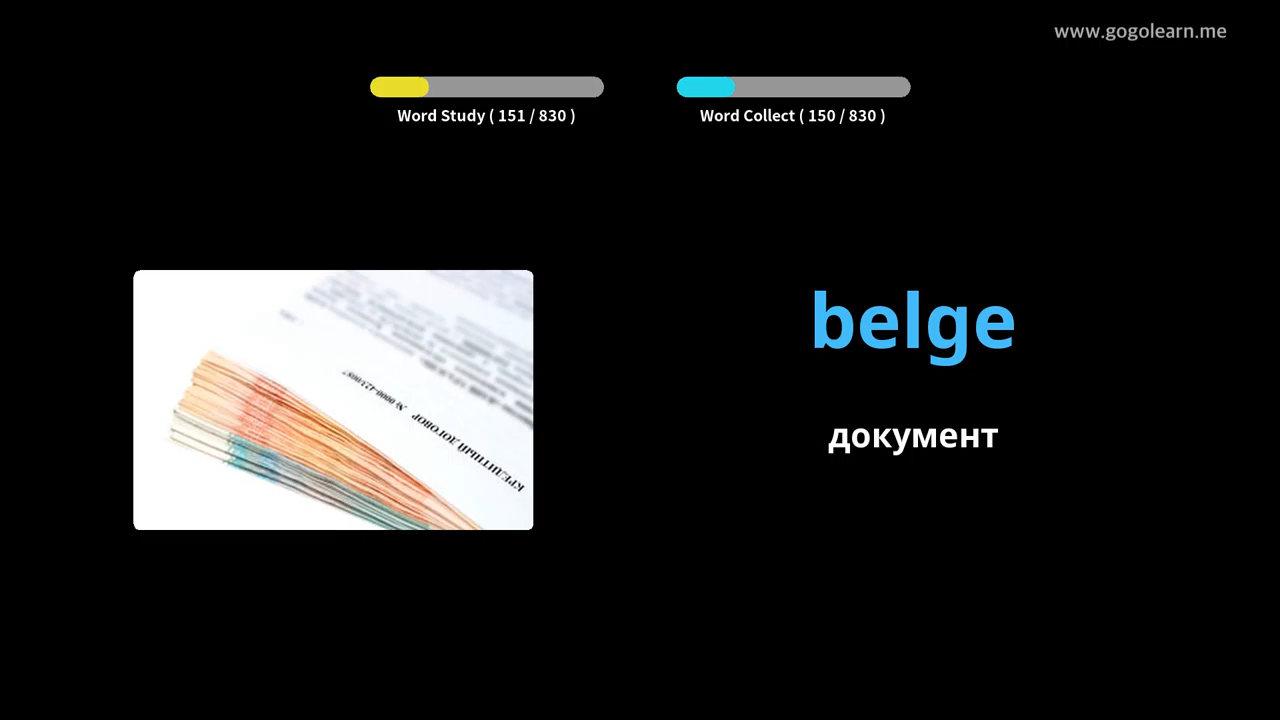 www.gogolearn.me
Word Study ( 151 / 830 )
Word Collect ( 150 / 830 )
belge
документ
КРЕДИТНЫЙ ДОГОВОР